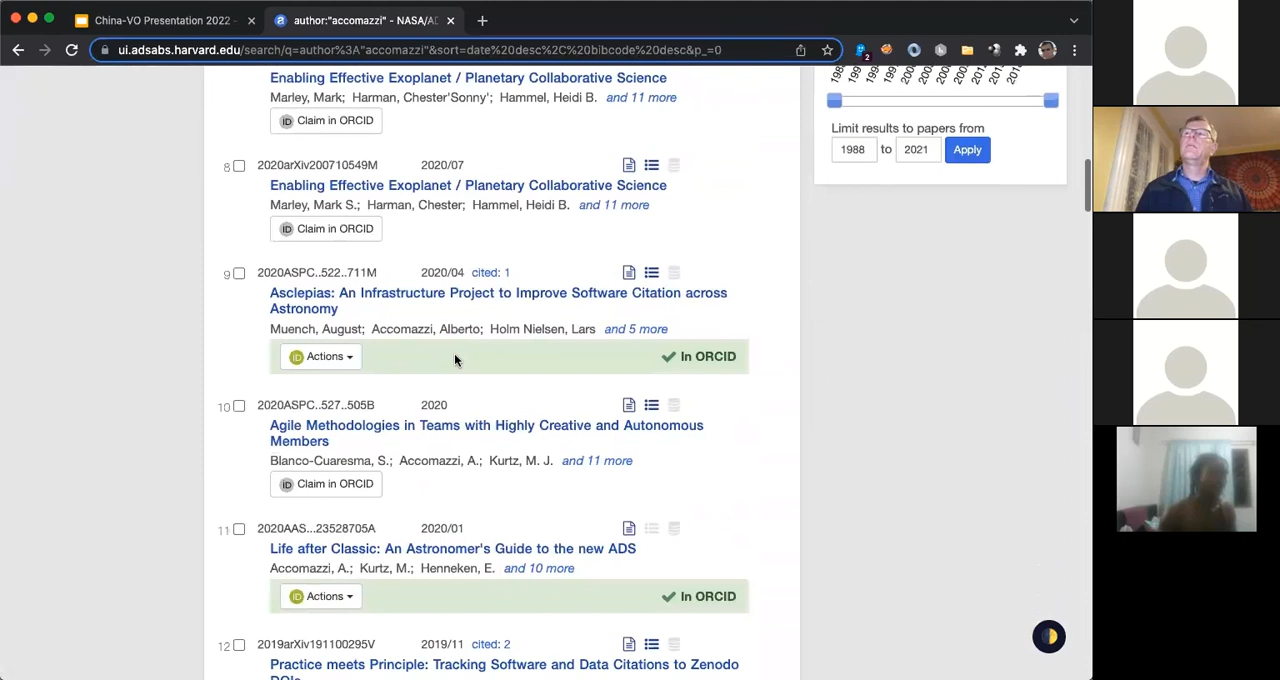 China-VO Presentation 2022 -
author:"accomazzi" - NASA/AD
ui.adsabs.harvard.edu/search/q=author%3A"accomazzi"&sort=date%20desc%2C%20bibcode%20desc&p_=0
2
Enabling Effective Exoplanet / Planetary Collaborative Science
Marley, Mark; Harman, Chester'Sonny'; Hammel, Heidi B. and 11 more
iD Claim in ORCID
8 2020arXiv200710549M 2020/07
Enabling Effective Exoplanet / Planetary Collaborative Science
Marley, Mark S.; Harman, Chester; Hammel, Heidi B. and 11 more
iD Claim in ORCID
9 2020ASPC..522..711M 2020/04 cited: 1
Asclepias: An Infrastructure Project to Improve Software Citation across
Astronomy
Muench, August; Accomazzi, Alberto; Holm Nielsen, Lars and 5 more
iD Actions In ORCID
10 2020ASPC..527..505B 2020
Agile Methodologies in Teams with Highly Creative and Autonomous
Members
Blanco-Cuaresma, S.; Accomazzi, A.; Kurtz, M. J. and 11 more
iD Claim in ORCID
11 2020AAS...23528705A 2020/01
Life after Classic: An Astronomer's Guide to the new ADS
Accomazzi, A.; Kurtz, M.; Henneken, E. and 10 more
iD Actions In ORCID
12 2019arXiv191100295V 2019/11 cited: 2
Practice meets Principle: Tracking Software and Data Citations to Zenodo
DOIs
Limit results to papers from
1988 to 2021 Apply